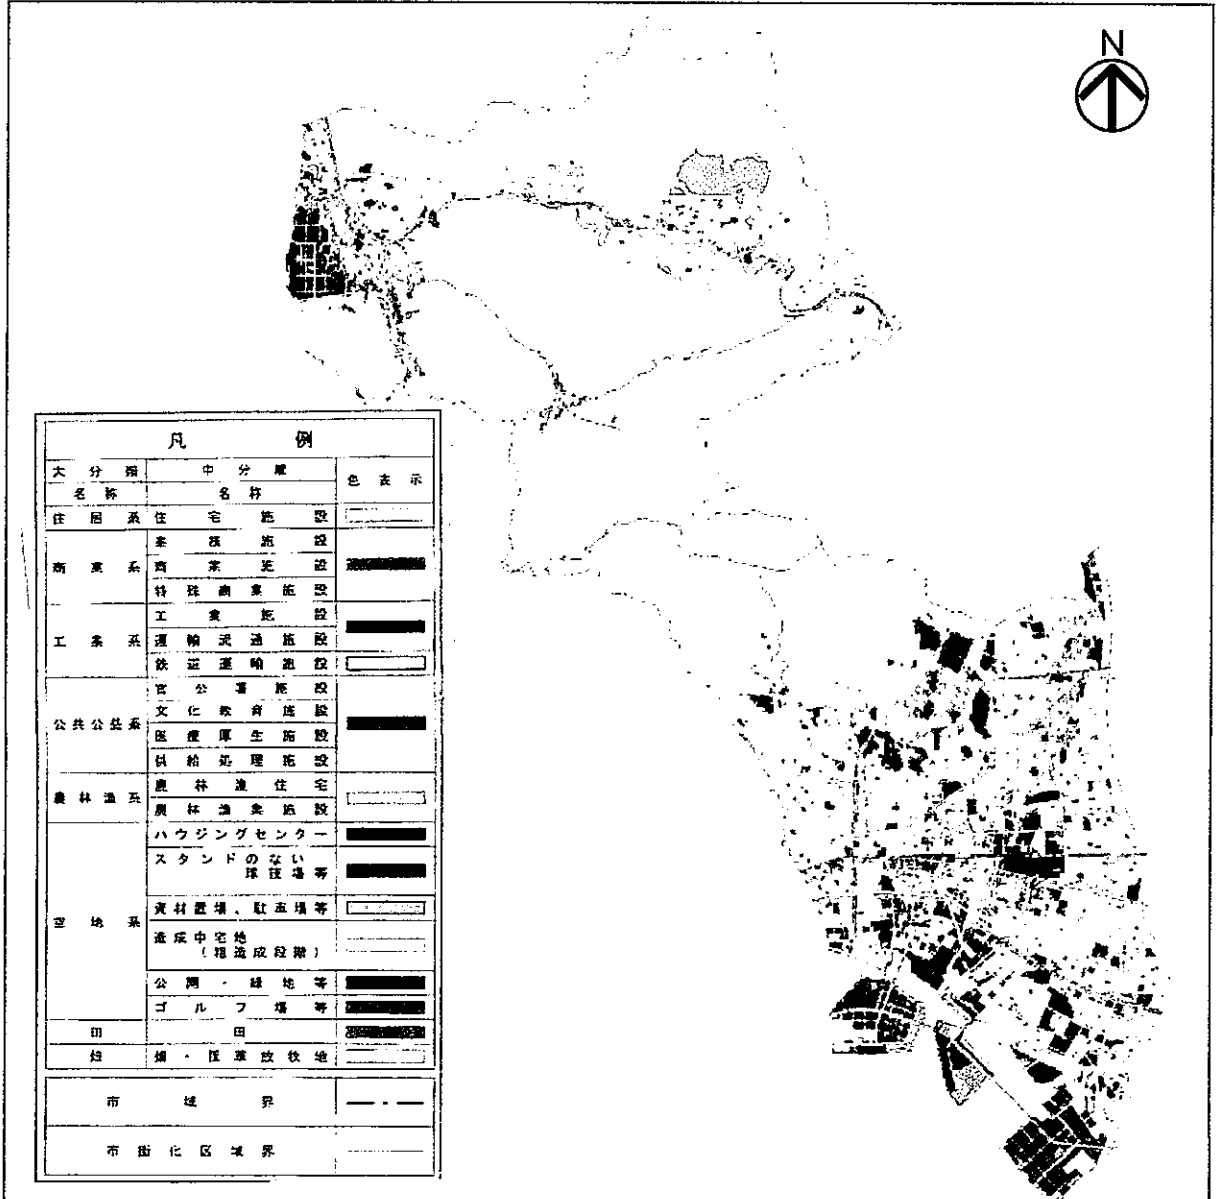 N
凡 例
大分類 中分類 色表示
名称 名称
住居系 住宅施設
商業系 業務施設
商業施設
特殊商業施設
工業系 工業施設
運輸流通施設
鉄道運輸施設
公共公益系 官公署施設
文化教育施設
医療厚生施設
供給処理施設
農林漁系 農林漁住宅
農林漁業施設
空地系 ハウジングセンター
スタンドのない
球技場等
資材置場、駐車場等
造成中宅地
(粗造成段階)
公園・緑地等
ゴルフ場等
田 田
畑 畑・採草放牧地
市域界
市街化区域界